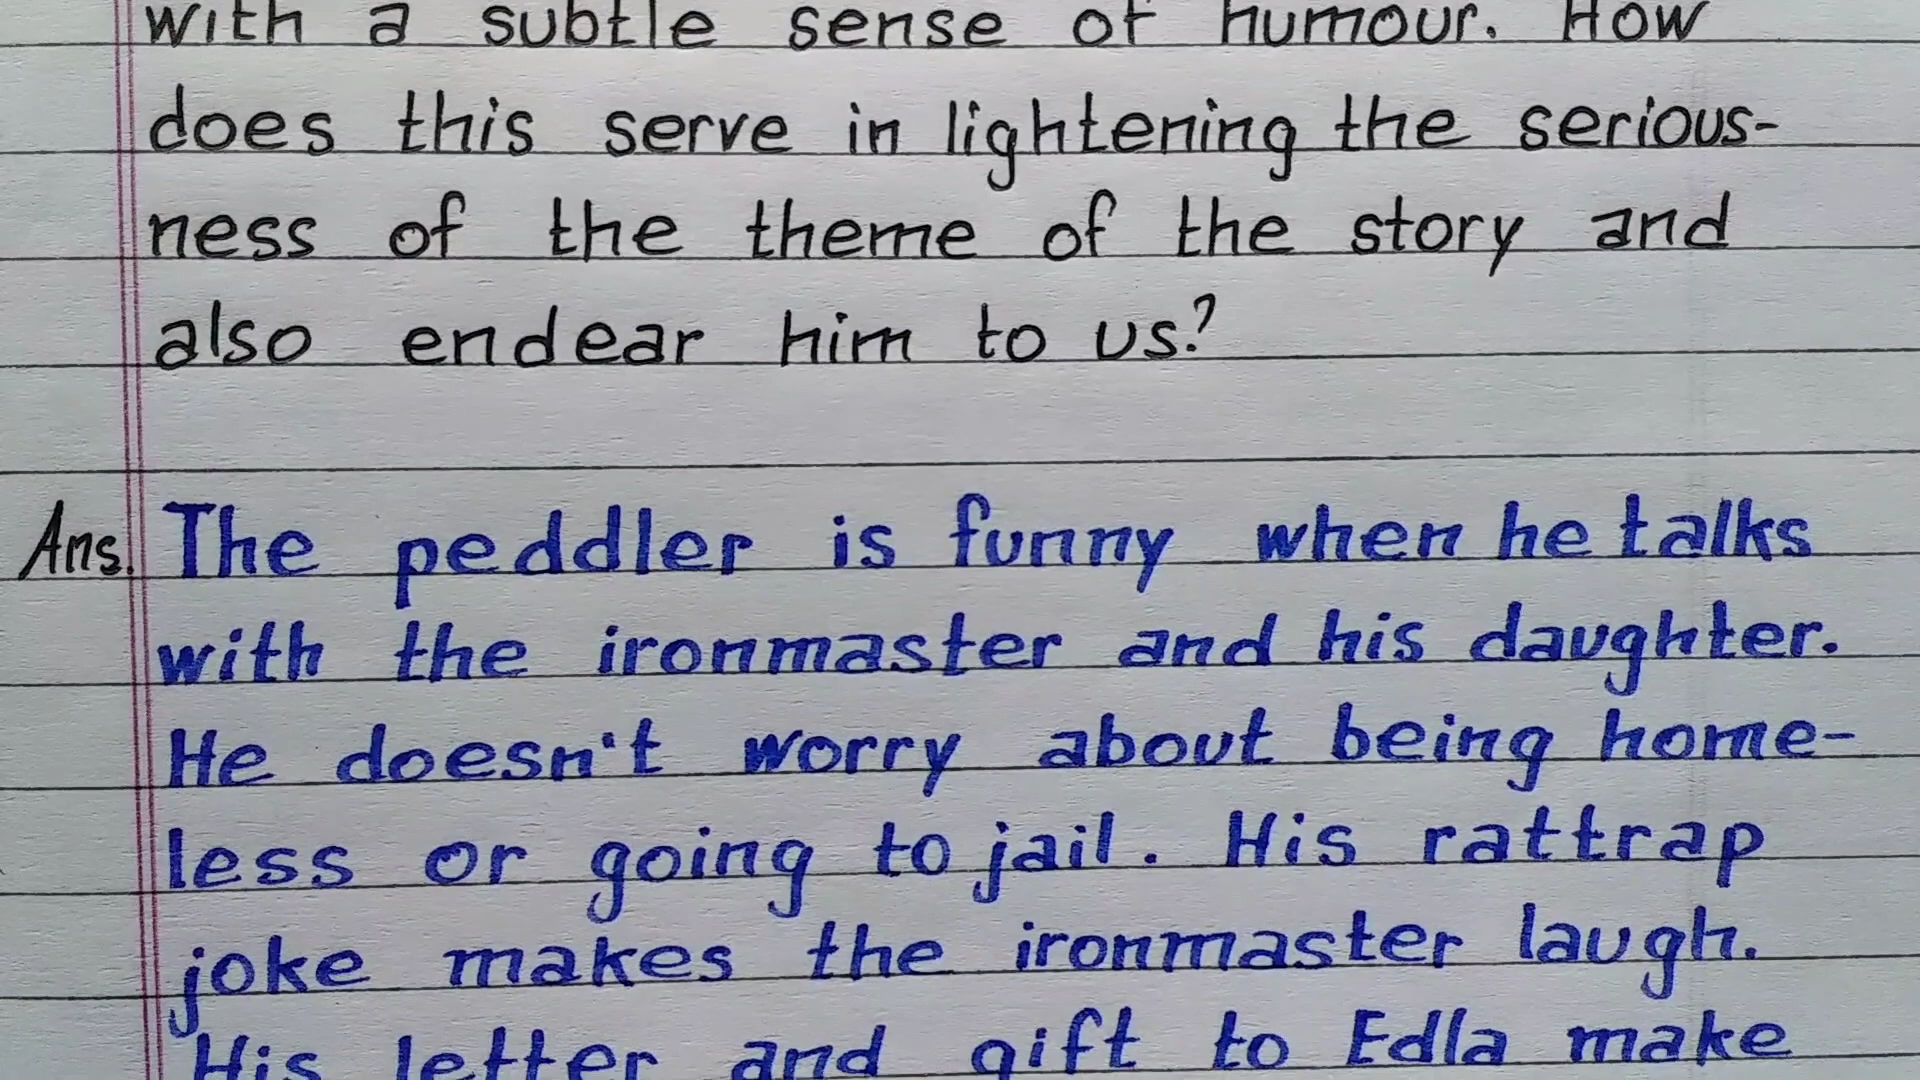 with a subtle sense of humour. How
does this serve in lightening the serious-
ness of the theme of the story and
also endear him to us?
Ans. The peddler is funny when he talks
with the ironmaster and his daughter.
He doesn't worry about being home-
less or going to jail. His rattrap
joke makes the ironmaster laugh.
His letter and gift to Edla make